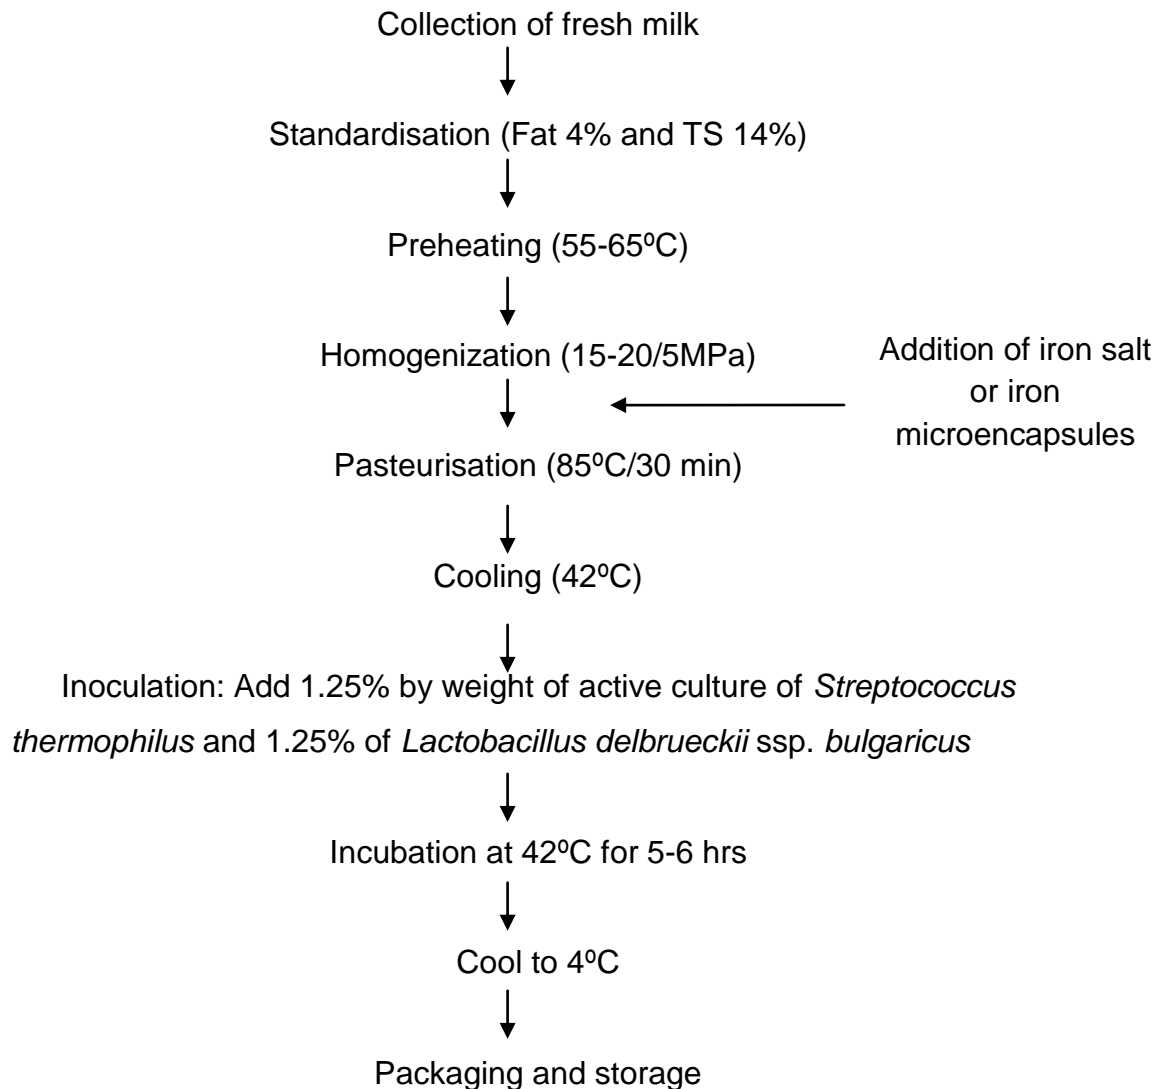 Collection of fresh milk
Standardisation (Fat 4% and TS 14%)
Preheating (55-65ºC)
Homogenization (15-20/5MPa)
Addition of iron salt
or iron
microencapsules
Pasteurisation (85ºC/30 min)
Cooling (42ºC)
Inoculation: Add 1.25% by weight of active culture of Streptococcus
thermophilus and 1.25% of Lactobacillus delbrueckii ssp. bulgaricus
Incubation at 42ºC for 5-6 hrs
Cool to 4ºC
Packaging and storage